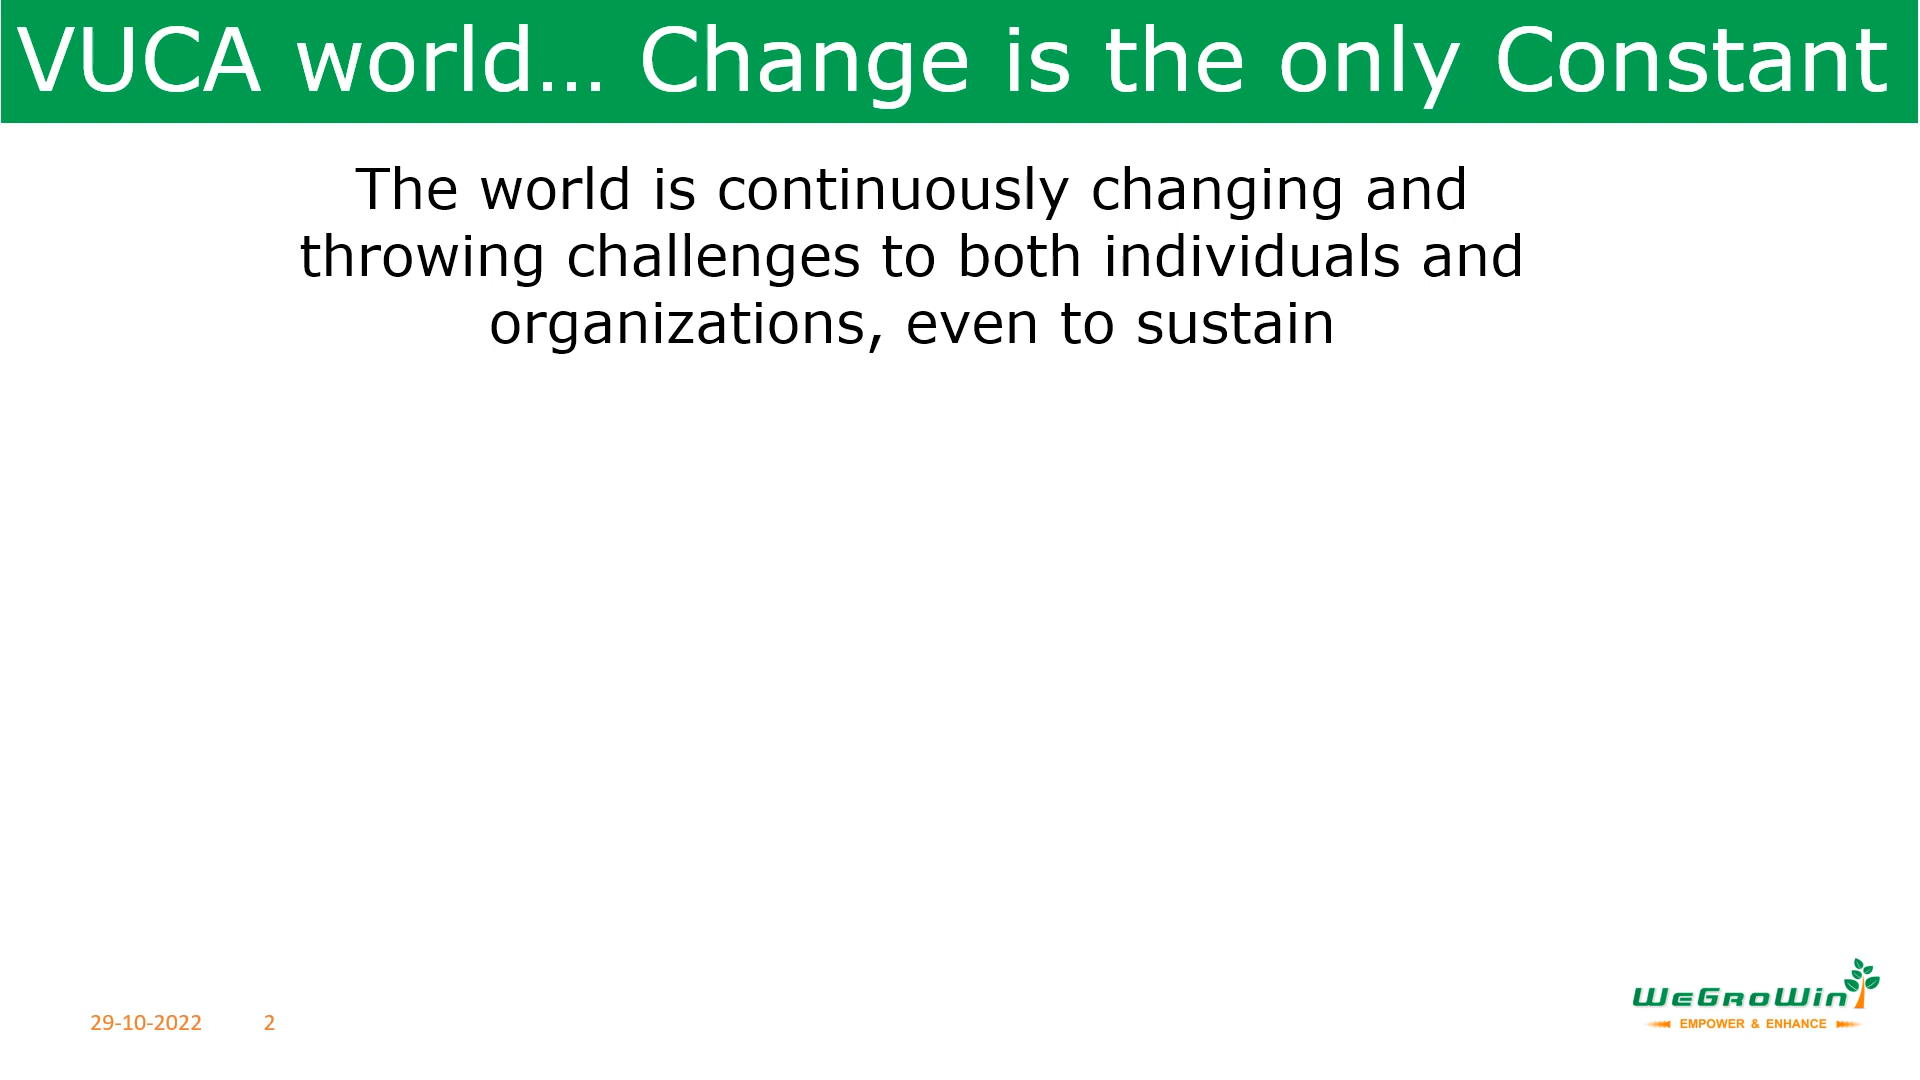 VUCA world… Change is the only Constant
The world is continuously changing and
throwing challenges to both individuals and
organizations, even to sustain
29-10-2022 2
WeGroWin
EMPOWER & ENHANCE